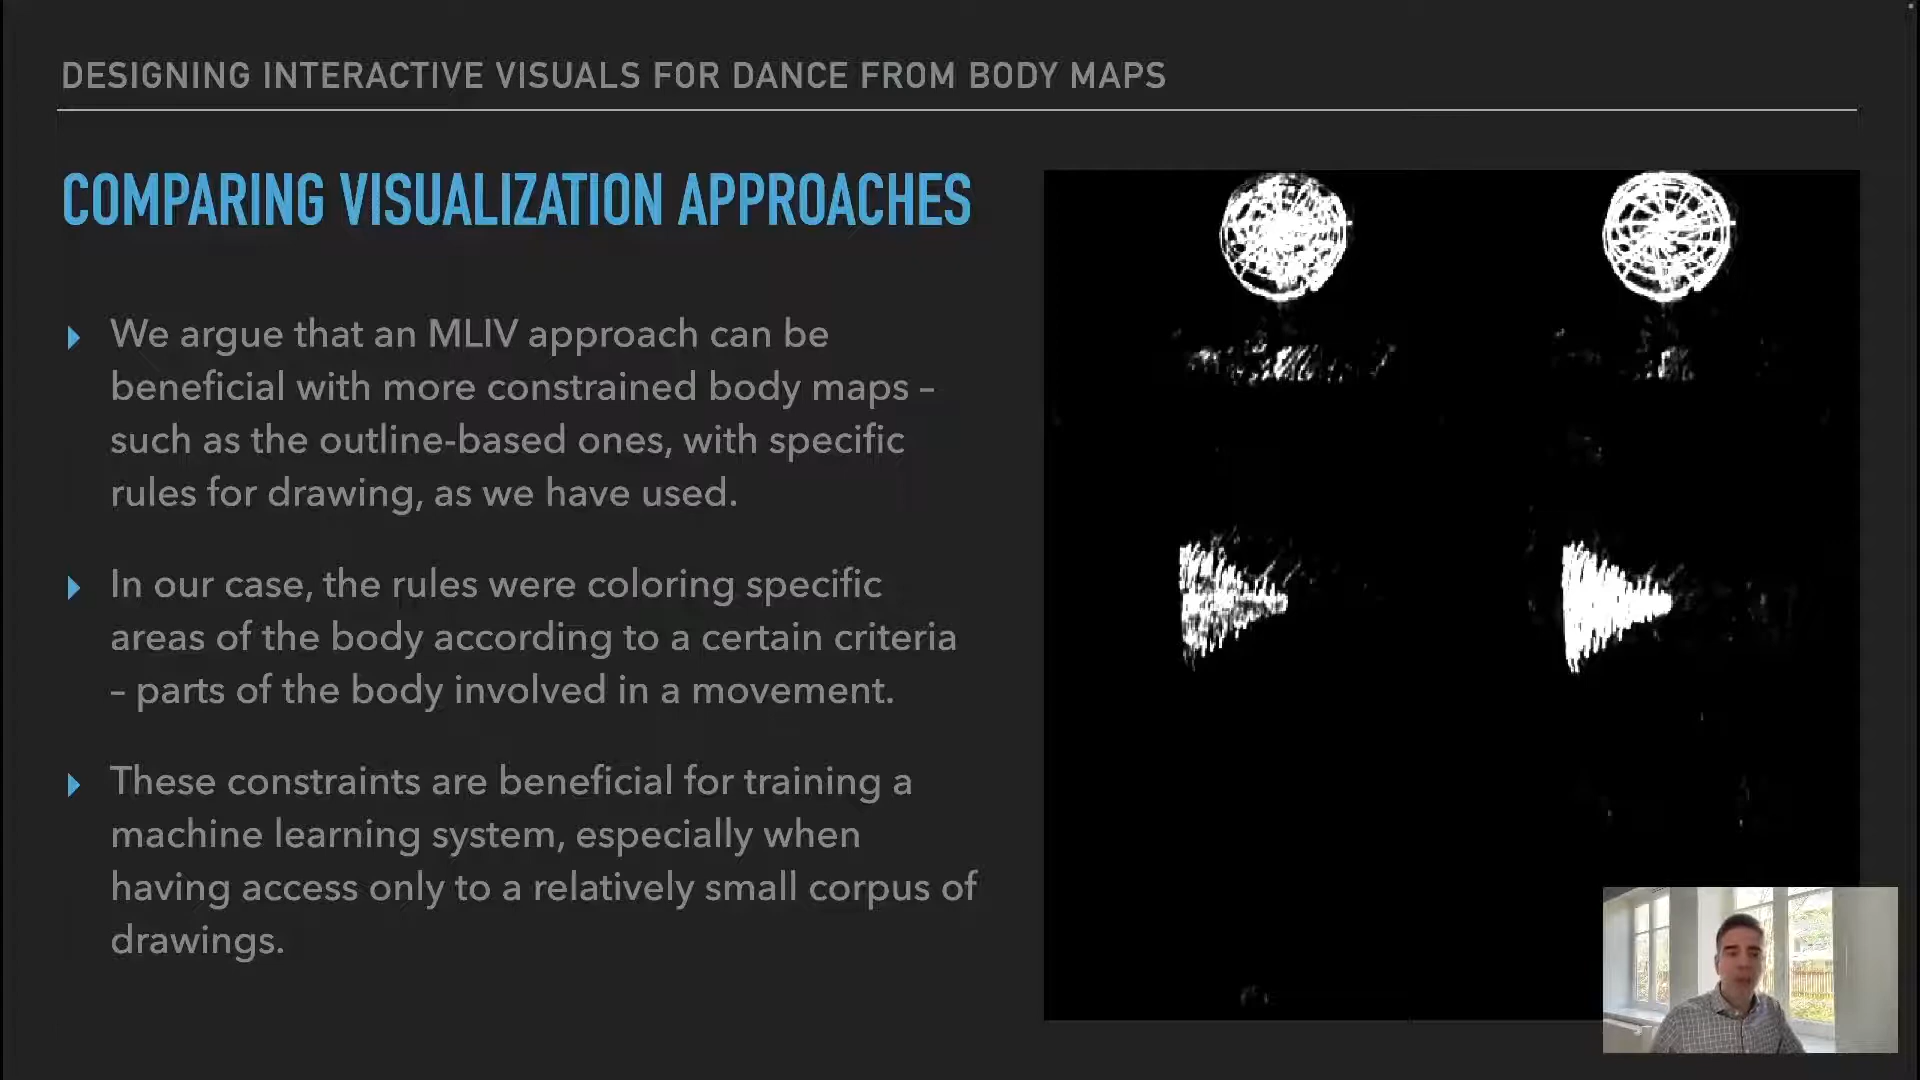 DESIGNING INTERACTIVE VISUALS FOR DANCE FROM BODY MAPS
COMPARING VISUALIZATION APPROACHES
We argue that an MLIV approach can be
beneficial with more constrained body maps –
such as the outline-based ones, with specific
rules for drawing, as we have used.
In our case, the rules were coloring specific
areas of the body according to a certain criteria
– parts of the body involved in a movement.
These constraints are beneficial for training a
machine learning system, especially when
having access only to a relatively small corpus of
drawings.